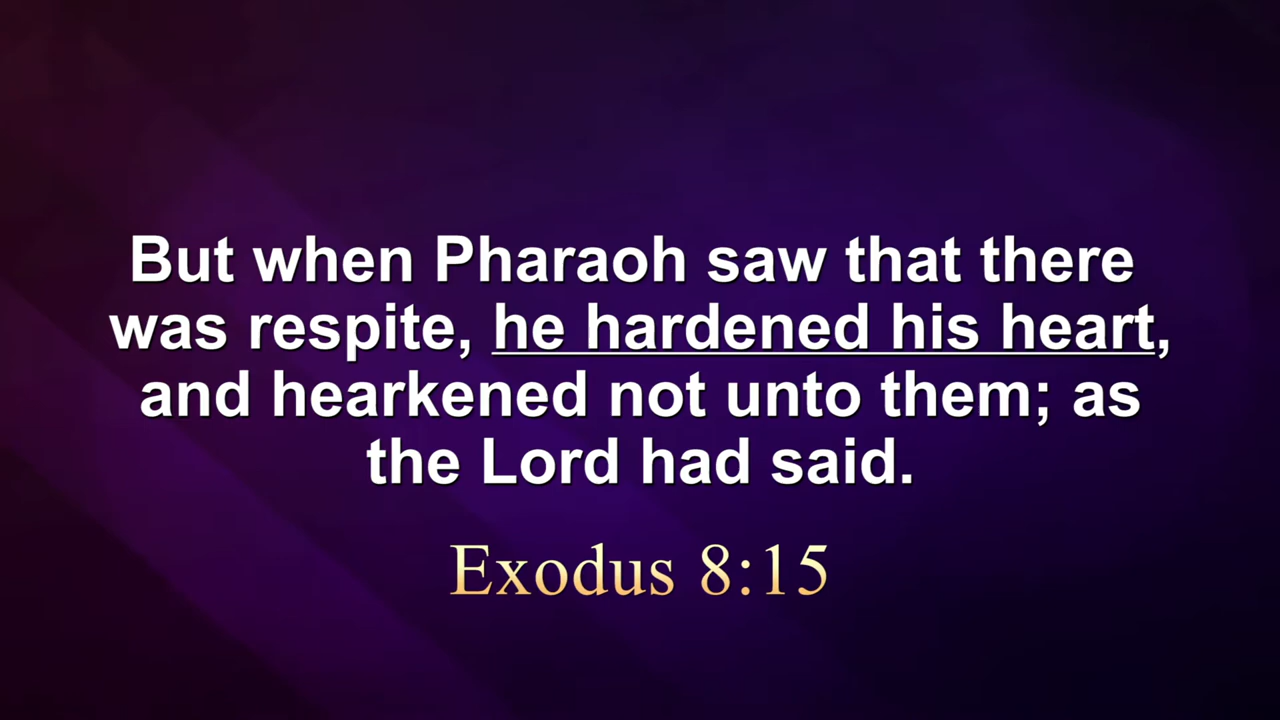 But when Pharaoh saw that there
was respite, he hardened his heart,
and hearkened not unto them; as
the Lord had said.
Exodus 8:15